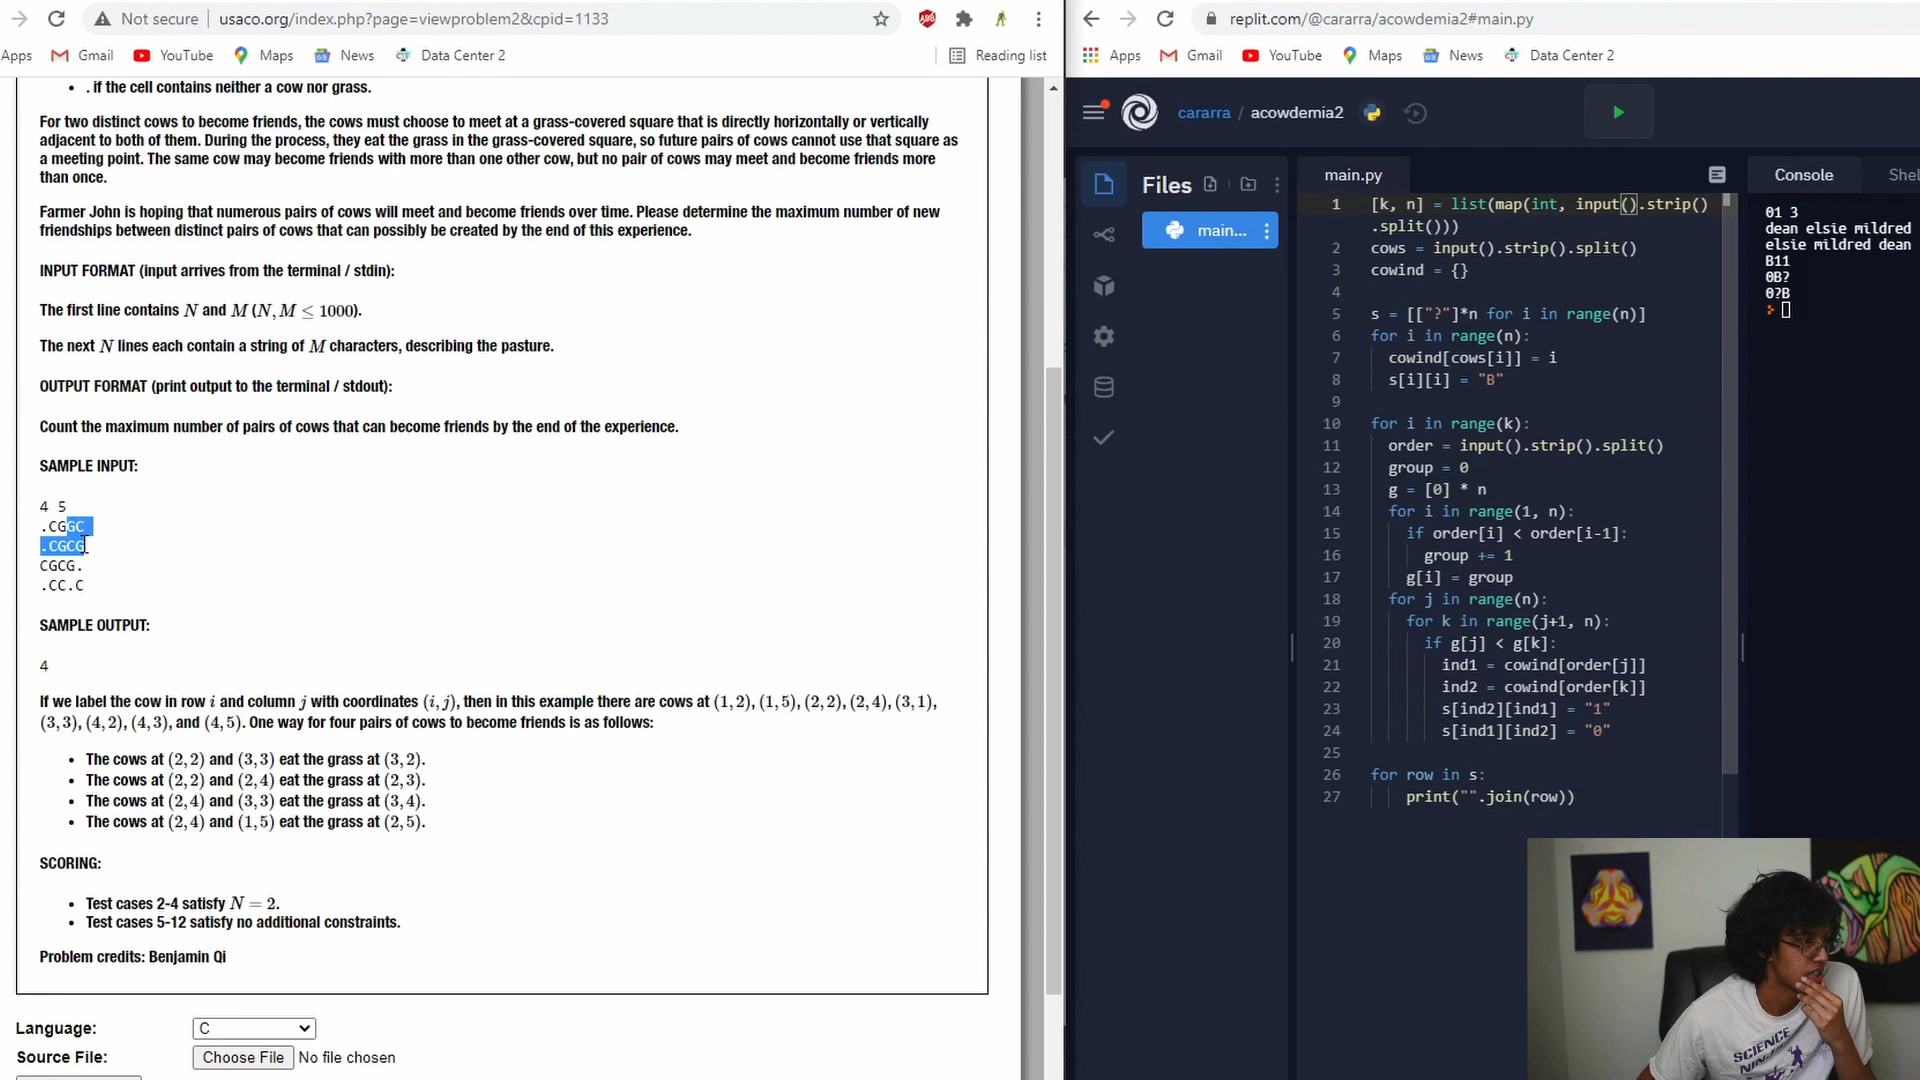 Not secure
usaco.org/index.php?page=viewproblem2&cpid=1133
Apps
Gmail
YouTube
Maps
News
Data Center 2
Reading list
. if the cell contains neither a cow nor grass.
For two distinct cows to become friends, the cows must choose to meet at a grass-covered square that is directly horizontally or vertically
adjacent to both of them. During the process, they eat the grass in the grass-covered square, so future pairs of cows cannot use that square as
a meeting point. The same cow may become friends with more than one other cow, but no pair of cows may meet and become friends more
than once.
Farmer John is hoping that numerous pairs of cows will meet and become friends over time. Please determine the maximum number of new
friendships between distinct pairs of cows that can possibly be created by the end of this experience.
INPUT FORMAT (input arrives from the terminal / stdin):
The first line contains N and M (N, M ≤ 1000).
The next N lines each contain a string of M characters, describing the pasture.
OUTPUT FORMAT (print output to the terminal / stdout):
Count the maximum number of pairs of cows that can become friends by the end of the experience.
SAMPLE INPUT:
4 5
.CGGC
.CGCG
CGCG.
.CC.C
SAMPLE OUTPUT:
4
If we label the cow in row i and column j with coordinates (i, j), then in this example there are cows at (1, 2), (1, 5), (2, 2), (2, 4), (3, 1),
(3, 3), (4, 2), (4, 3), and (4, 5). One way for four pairs of cows to become friends is as follows:
The cows at (2, 2) and (3, 3) eat the grass at (3, 2).
The cows at (2, 2) and (2, 4) eat the grass at (2, 3).
The cows at (2, 4) and (3, 3) eat the grass at (3, 4).
The cows at (2, 4) and (1, 5) eat the grass at (2, 5).
SCORING:
Test cases 2-4 satisfy N = 2.
Test cases 5-12 satisfy no additional constraints.
Problem credits: Benjamin Qi
Language:
C
Source File:
Choose File
No file chosen
replit.com/@cararra/acowdemia2#main.py
Apps
Gmail
YouTube
Maps
News
Data Center 2
cararra / acowdemia2
Files
main...
main.py
1 [k, n] = list(map(int, input().strip()
.split()))
2 cows = input().strip().split()
3 cowind = {}
4
5 s = [["?"]*n for i in range(n)]
6 for i in range(n):
7 cowind[cows[i]] = i
8 s[i][i] = "B"
9
10 for i in range(k):
11 order = input().strip().split()
12 group = 0
13 g = [0] * n
14 for i in range(1, n):
15 if order[i] < order[i-1]:
16 group += 1
17 g[i] = group
18 for j in range(n):
19 for k in range(j+1, n):
20 if g[j] < g[k]:
21 ind1 = cowind[order[j]]
22 ind2 = cowind[order[k]]
23 s[ind2][ind1] = "1"
24 s[ind1][ind2] = "0"
25
26 for row in s:
27 print("".join(row))
Console
Shel
01 3
dean elsie mildred
elsie mildred dean
B11
0B?
0?B
SCIENCE